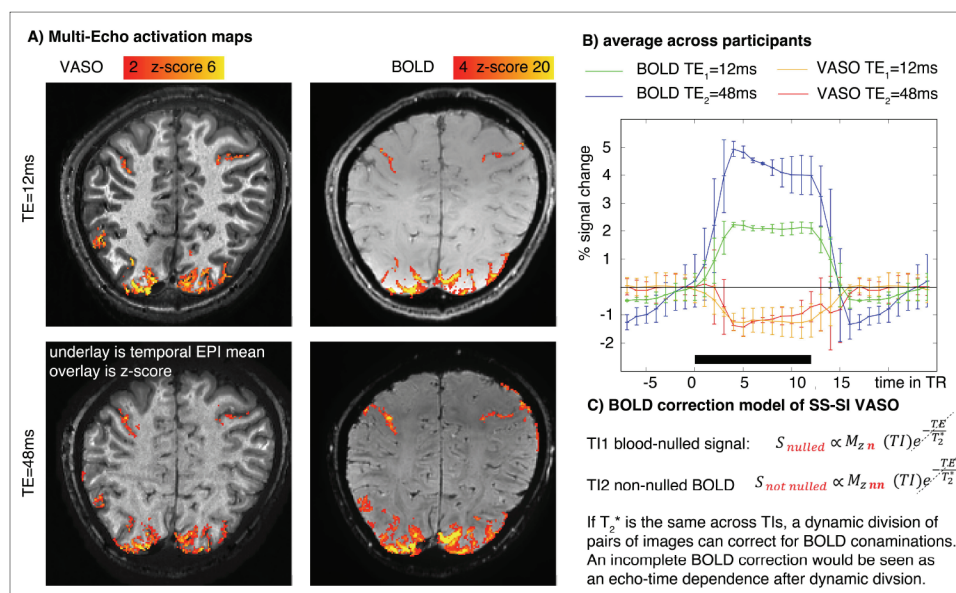 A) Multi-Echo activation maps
VASO 2 z-score 6
BOLD 4 z-score 20
TE=12ms
TE=48ms
underlay is temporal EPI mean
overlay is z-score
B) average across participants
BOLD TE1=12ms VASO TE1=12ms
BOLD TE2=48ms VASO TE2=48ms
% signal change
5
4
3
2
1
0
-1
-2
-5 0 5 10 15 time in TR
C) BOLD correction model of SS-SI VASO
TI1 blood-nulled signal: S_nulled ∝ M_z n (TI)e^(-TE/T2*)
TI2 non-nulled BOLD S_not nulled ∝ M_z nn (TI)e^(-TE/T2*)
If T2* is the same across TIs, a dynamic division of
pairs of images can correct for BOLD conaminations.
An incomplete BOLD correction would be seen as
an echo-time dependence after dynamic divsion.